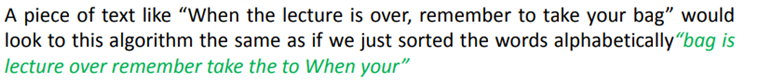 A piece of text like “When the lecture is over, remember to take your bag” would
look to this algorithm the same as if we just sorted the words alphabetically“bag is
lecture over remember take the to When your”